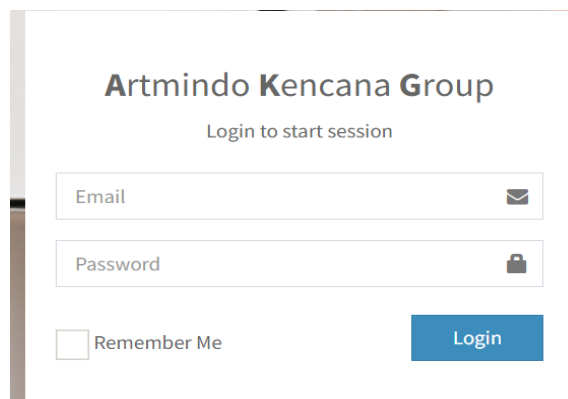 Artmindo Kencana Group
Login to start session
Email
Password
Remember Me
Login